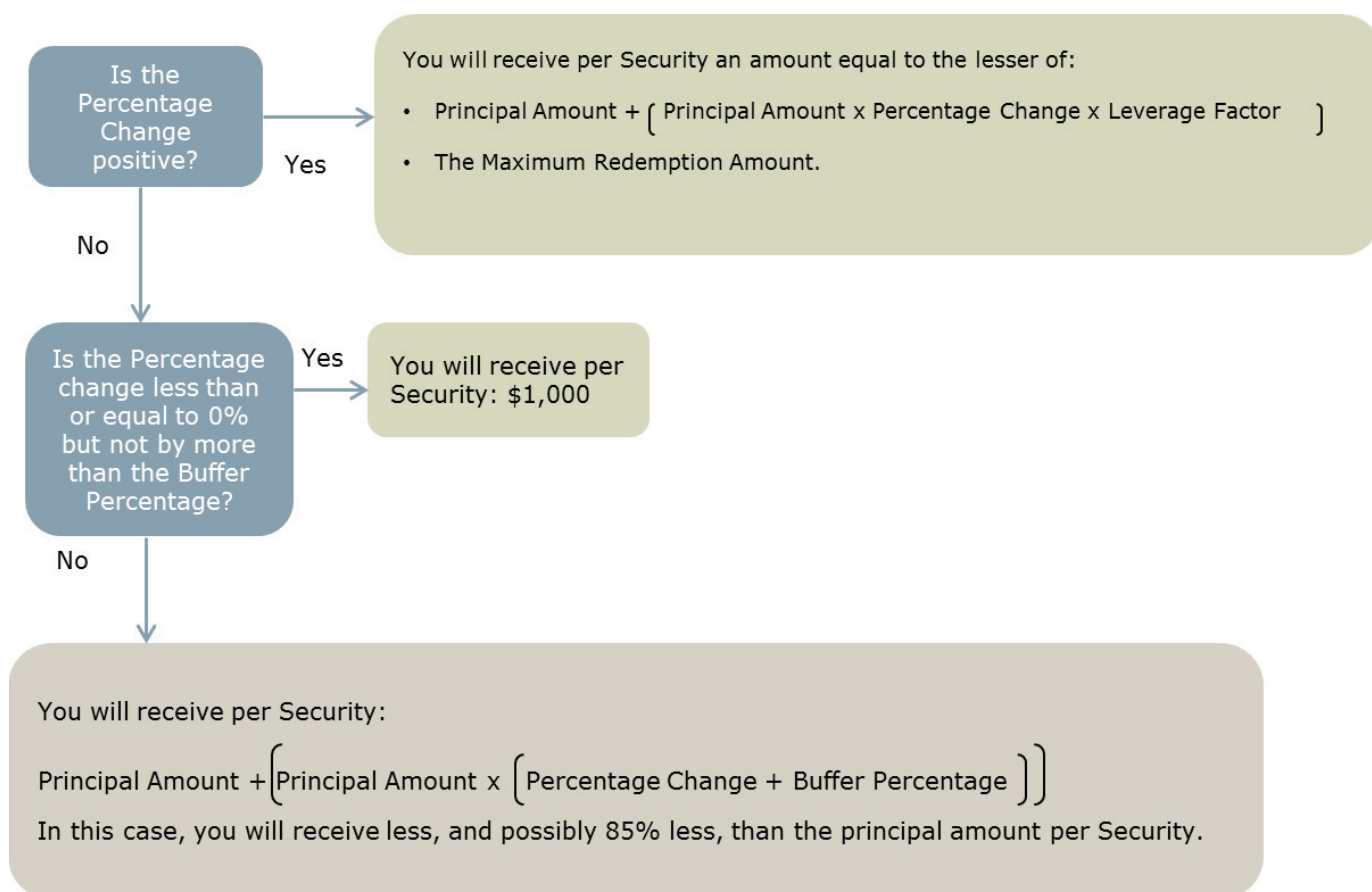 Is the
Percentage
Change
positive?
Yes
You will receive per Security an amount equal to the lesser of:
• Principal Amount + ( Principal Amount x Percentage Change x Leverage Factor )
• The Maximum Redemption Amount.
No
Is the Percentage
change less than
or equal to 0%
but not by more
than the Buffer
Percentage?
Yes
You will receive per
Security: $1,000
No
You will receive per Security:
Principal Amount + (Principal Amount x (Percentage Change + Buffer Percentage ))
In this case, you will receive less, and possibly 85% less, than the principal amount per Security.